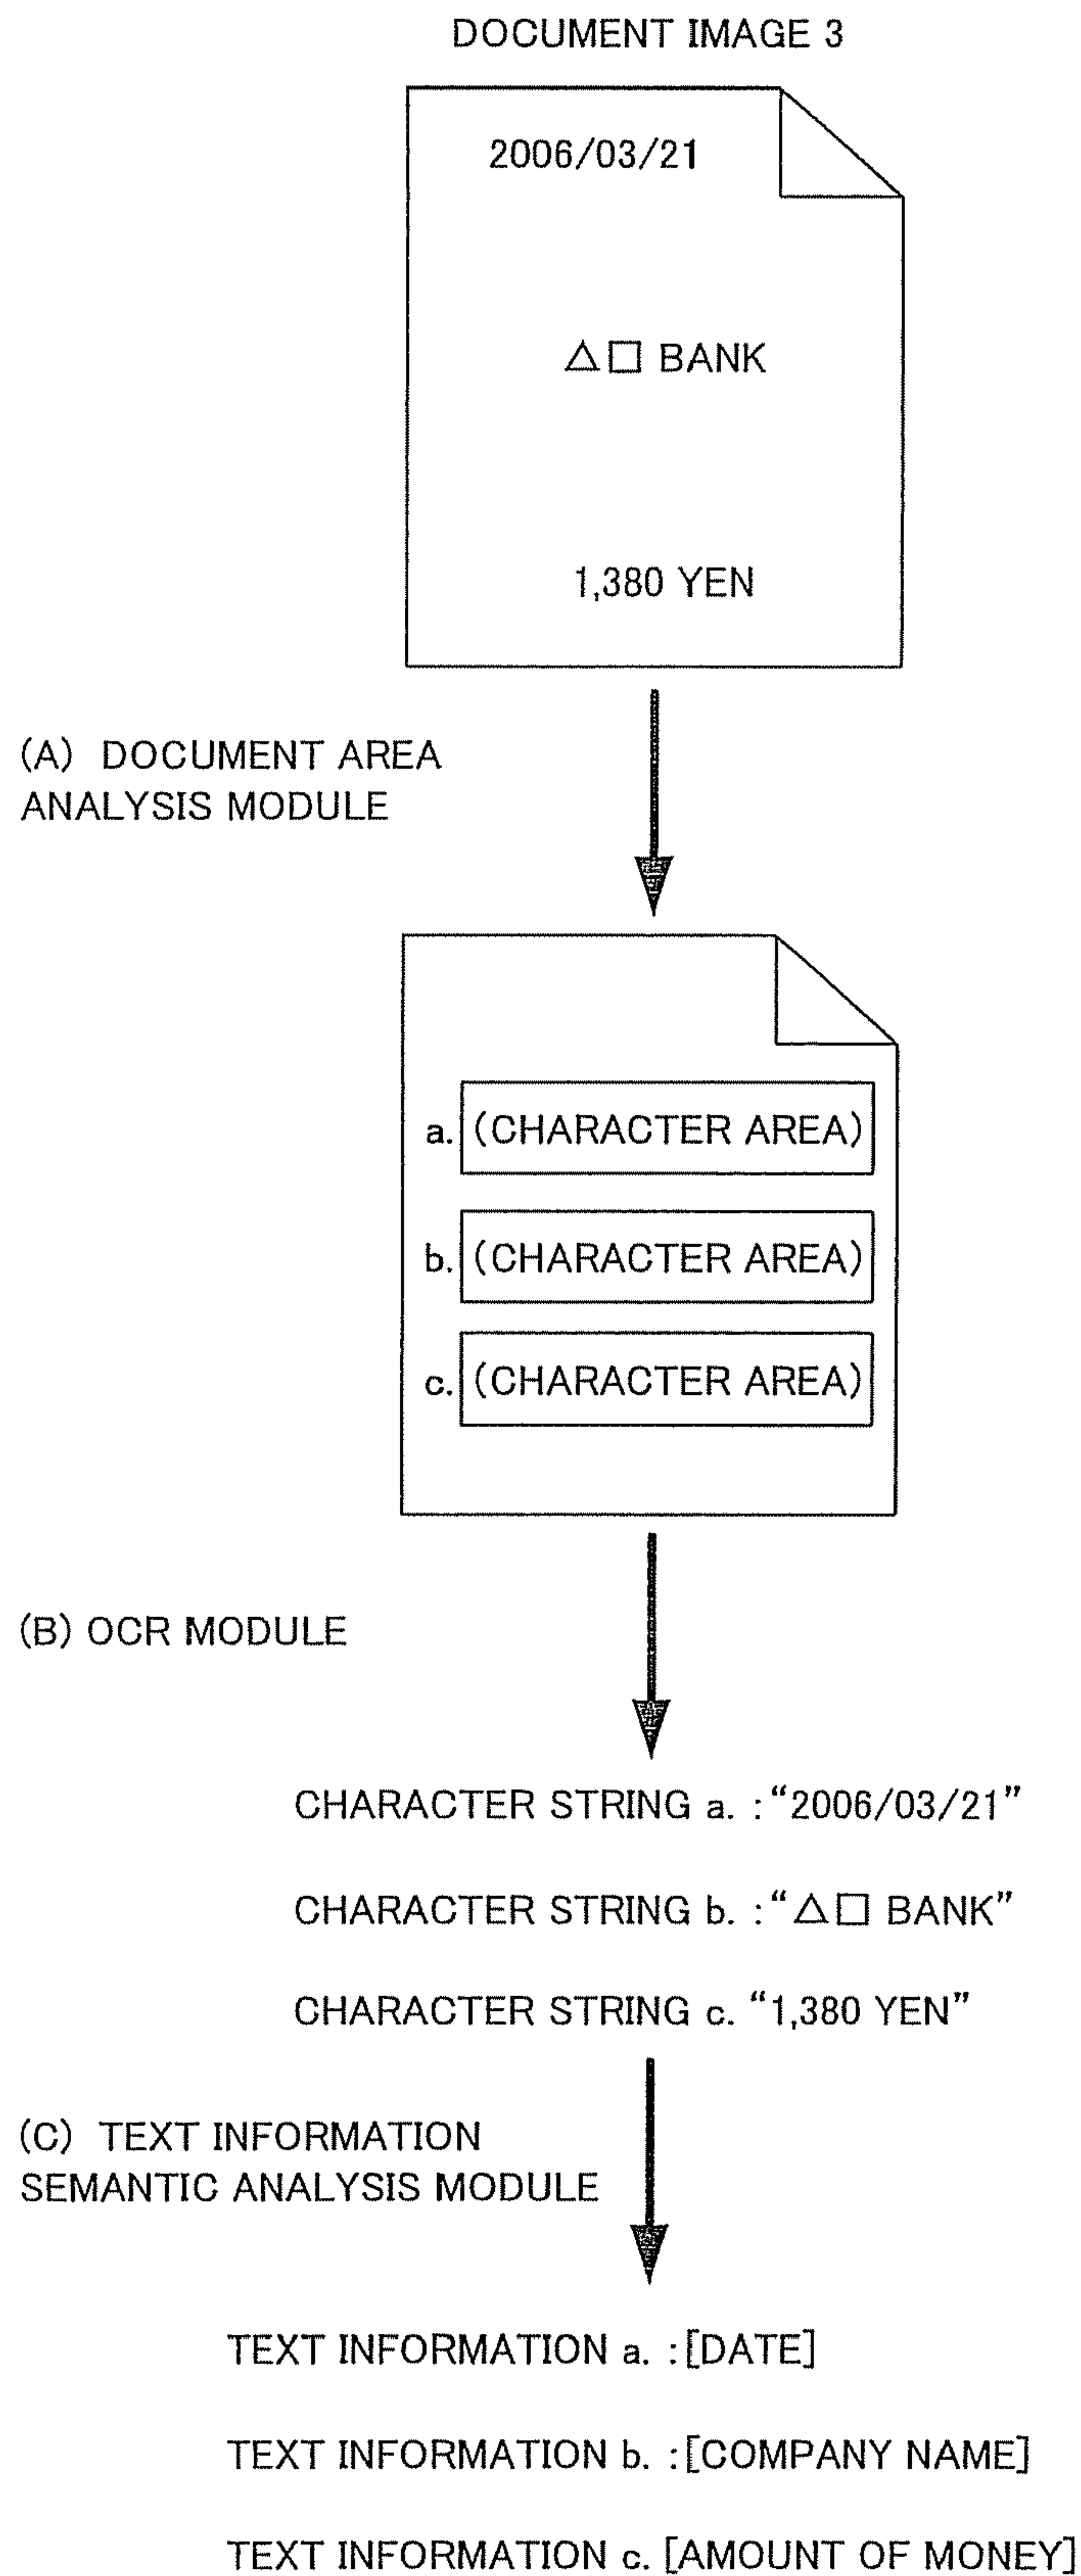 DOCUMENT IMAGE 3
2006/03/21
△□ BANK
1,380 YEN
(A) DOCUMENT AREA
ANALYSIS MODULE
a. (CHARACTER AREA)
b. (CHARACTER AREA)
c. (CHARACTER AREA)
(B) OCR MODULE
CHARACTER STRING a. :“2006/03/21”
CHARACTER STRING b. :“△□ BANK”
CHARACTER STRING c. “1,380 YEN”
(C) TEXT INFORMATION
SEMANTIC ANALYSIS MODULE
TEXT INFORMATION a. :[DATE]
TEXT INFORMATION b. :[COMPANY NAME]
TEXT INFORMATION c. [AMOUNT OF MONEY]